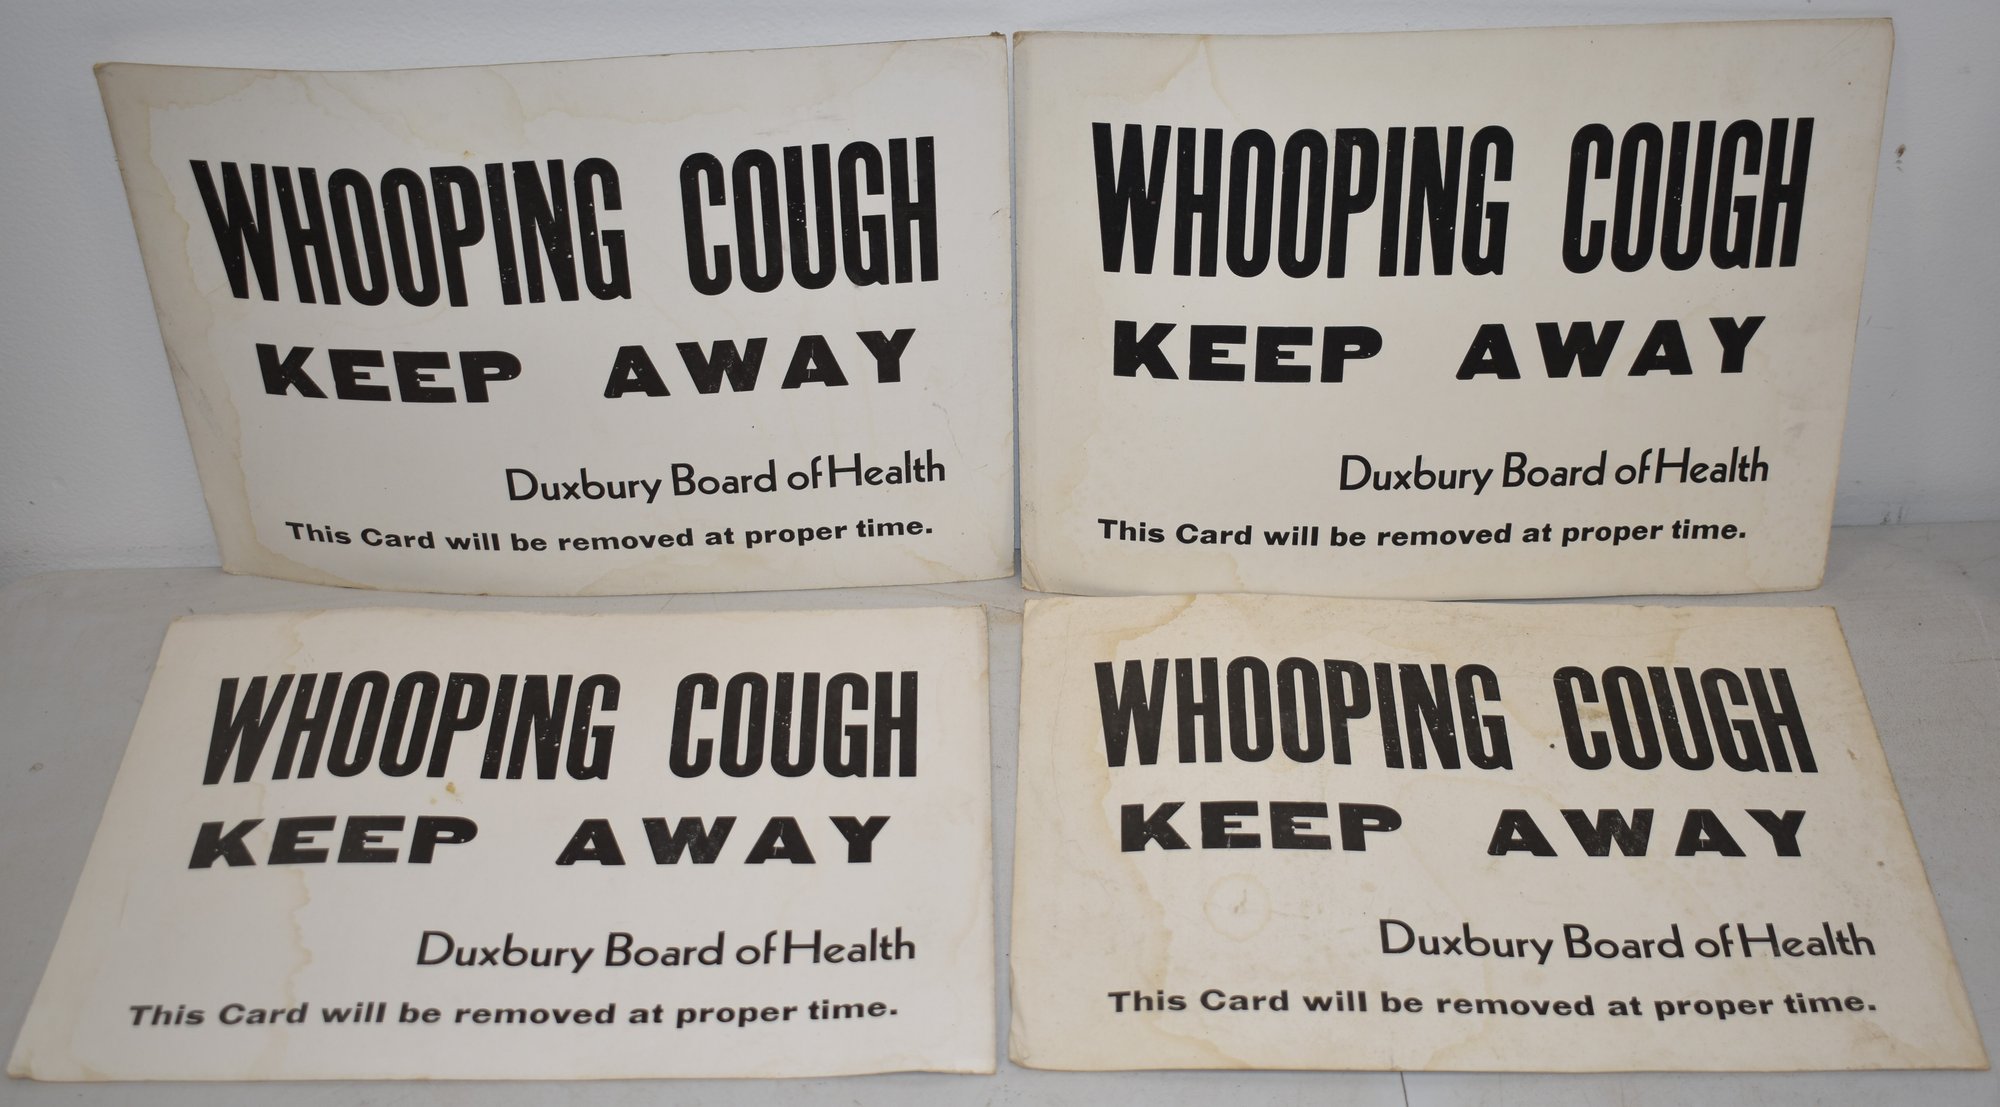 WHOOPING COUGH
KEEP AWAY
Duxbury Board of Health
This Card will be removed at proper time.
WHOOPING COUGH
KEEP AWAY
Duxbury Board of Health
This Card will be removed at proper time.
WHOOPING COUGH
KEEP AWAY
Duxbury Board of Health
This Card will be removed at proper time.
WHOOPING COUGH
KEEP AWAY
Duxbury Board of Health
This Card will be removed at proper time.